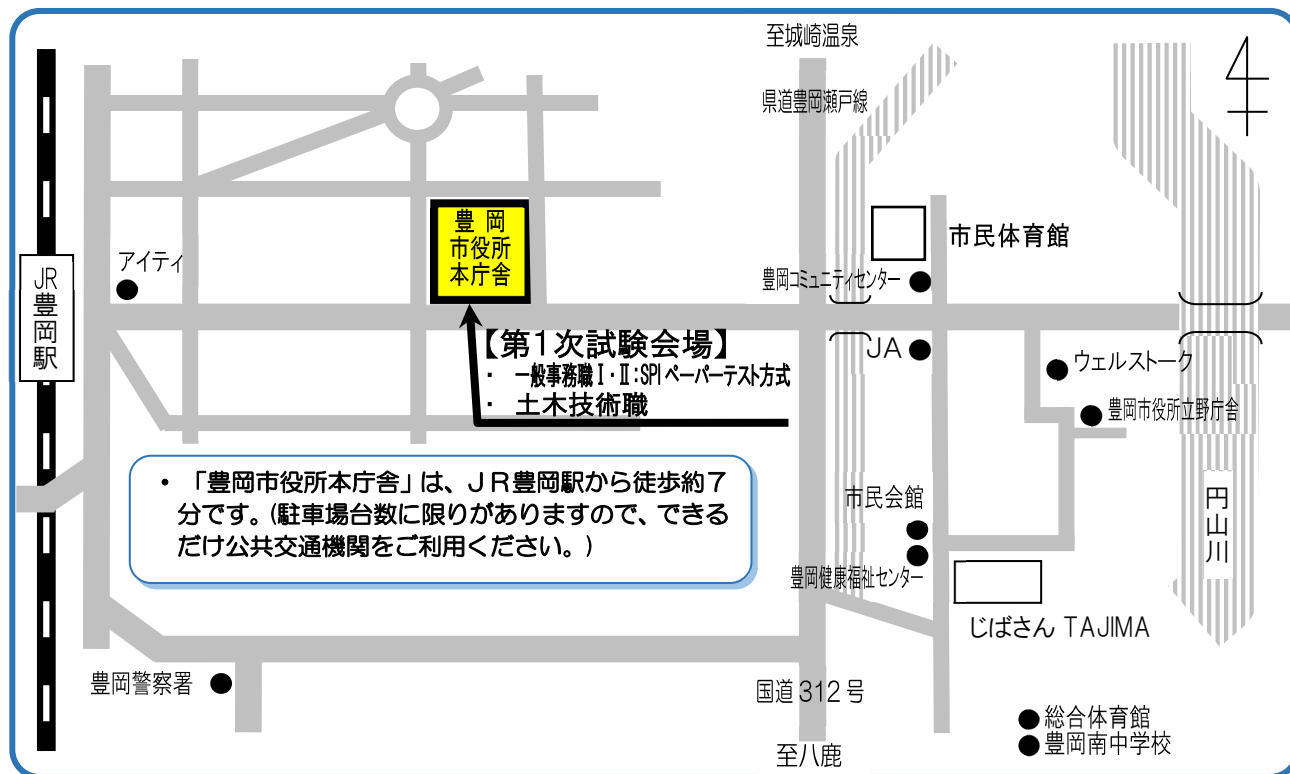 至城崎温泉
県道豊岡瀬戸線
豊 岡
市役所
本庁舎
市民体育館
アイティ
JR豊岡駅
豊岡コミュニティセンター
【第1次試験会場】
・ 一般事務職Ⅰ・Ⅱ：SPIペーパーテスト方式
・ 土木技術職
JA
ウェルストーク
豊岡市役所立野庁舎
・ 「豊岡市役所本庁舎」は、ＪＲ豊岡駅から徒歩約７
分です。(駐車場台数に限りがありますので、できる
だけ公共交通機関をご利用ください。)
市民会館
円山川
豊岡健康福祉センター
じばさん TAJIMA
豊岡警察署
国道 312 号
総合体育館
豊岡南中学校
至八鹿